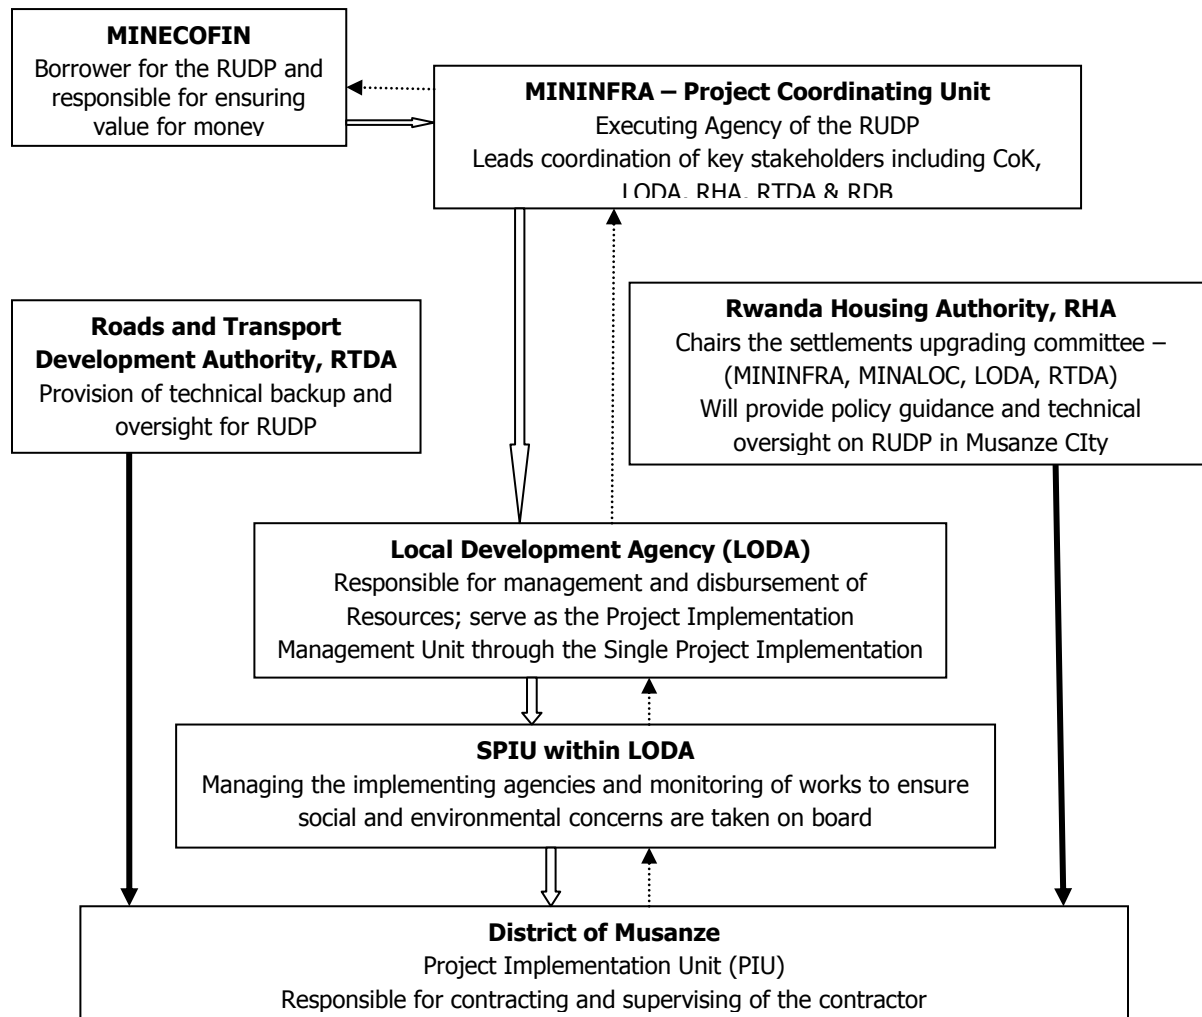 MINECOFIN
Borrower for the RUDP and
responsible for ensuring
value for money
MININFRA – Project Coordinating Unit
Executing Agency of the RUDP
Leads coordination of key stakeholders including CoK,
LODA, RHA, RTDA & RDB
Roads and Transport
Development Authority, RTDA
Provision of technical backup and
oversight for RUDP
Rwanda Housing Authority, RHA
Chairs the settlements upgrading committee –
(MININFRA, MINALOC, LODA, RTDA)
Will provide policy guidance and technical
oversight on RUDP in Musanze CIty
Local Development Agency (LODA)
Responsible for management and disbursement of
Resources; serve as the Project Implementation
Management Unit through the Single Project Implementation
SPIU within LODA
Managing the implementing agencies and monitoring of works to ensure
social and environmental concerns are taken on board
District of Musanze
Project Implementation Unit (PIU)
Responsible for contracting and supervising of the contractor